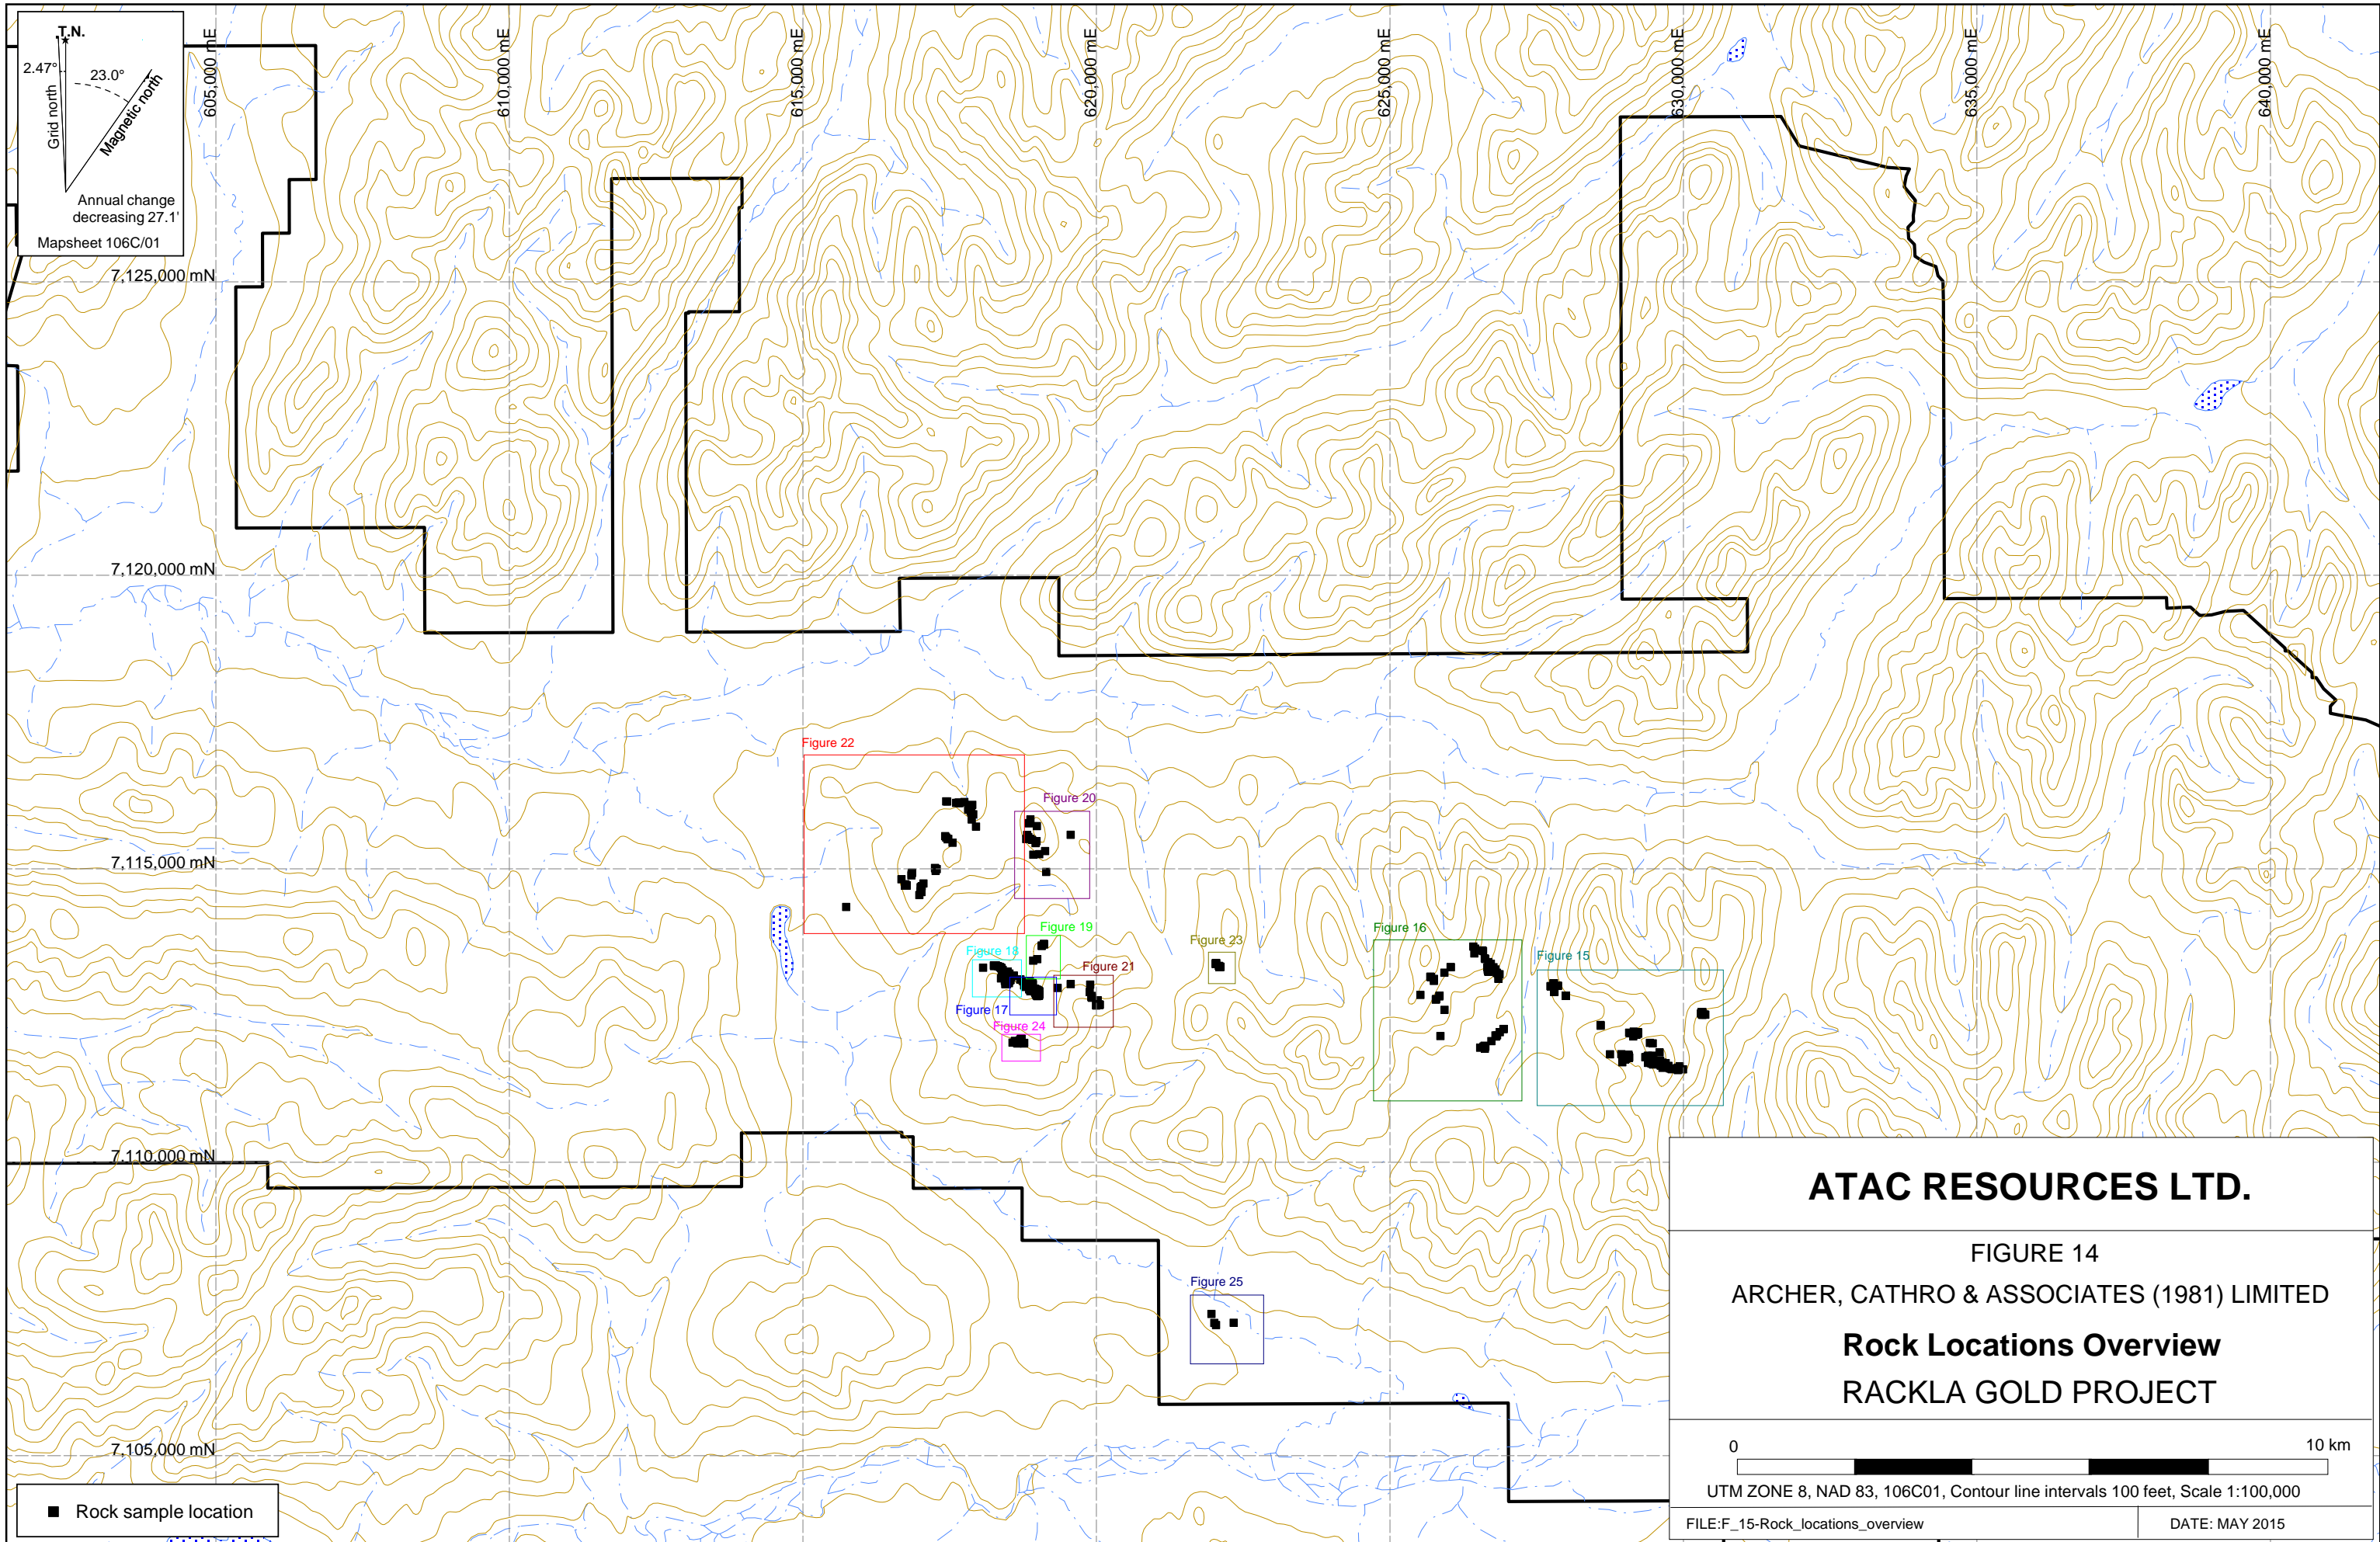 T.N.
2.47°
23.0°
Grid north
Magnetic north
Annual change
decreasing 27.1'
Mapsheet 106C/01
605,000 mE
610,000 mE
615,000 mE
620,000 mE
625,000 mE
630,000 mE
635,000 mE
640,000 mE
7,125,000 mN
7,120,000 mN
7,115,000 mN
7,110,000 mN
7,105,000 mN
Figure 22
Figure 20
Figure 19
Figure 18
Figure 21
Figure 17
Figure 24
Figure 23
Figure 16
Figure 15
Figure 25
Rock sample location
ATAC RESOURCES LTD.
FIGURE 14
ARCHER, CATHRO & ASSOCIATES (1981) LIMITED
Rock Locations Overview
RACKLA GOLD PROJECT
0 10 km
UTM ZONE 8, NAD 83, 106C01, Contour line intervals 100 feet, Scale 1:100,000
FILE:F_15-Rock_locations_overview
DATE: MAY 2015